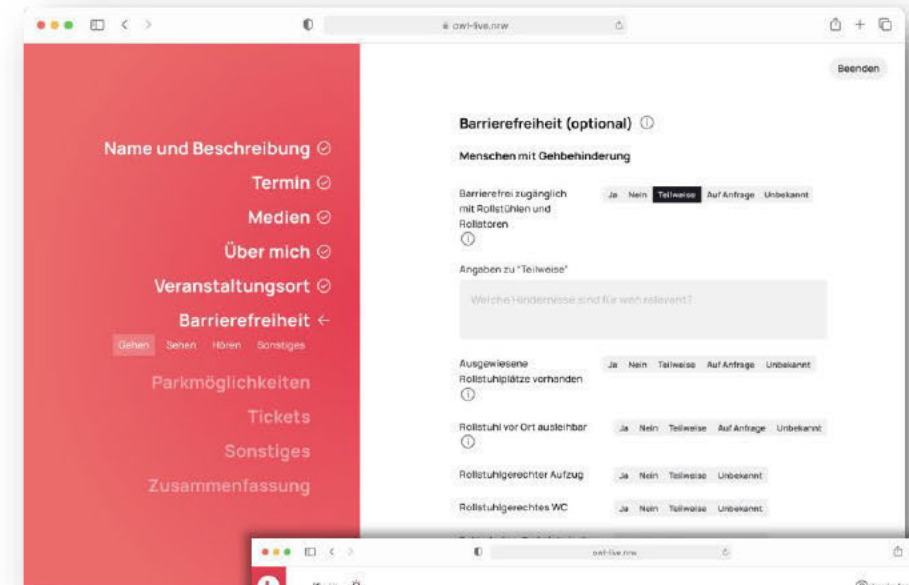 owl-live.nrw
Beenden
Name und Beschreibung
Termin
Medien
Über mich
Veranstaltungsort
Barrierefreiheit
Gehen Sehen Hören Sonstiges
Parkmöglichkeiten
Tickets
Sonstiges
Zusammenfassung
Barrierefreiheit (optional)
Menschen mit Gehbehinderung
Barrierefrei zugänglich
mit Rollstühlen und
Rollatoren
Ja Nein Teilweise Auf Anfrage Unbekannt
Angaben zu "Teilweise"
Welche Hindernisse sind für wen relevant?
Ausgewiesene
Rollstuhlplätze vorhanden
Ja Nein Teilweise Auf Anfrage Unbekannt
Rollstuhl vor Ort ausleihbar
Ja Nein Teilweise Auf Anfrage Unbekannt
Rollstuhlgerechter Aufzug
Ja Nein Teilweise Unbekannt
Rollstuhlgerechtes WC
Ja Nein Teilweise Unbekannt
owl-live.nrw